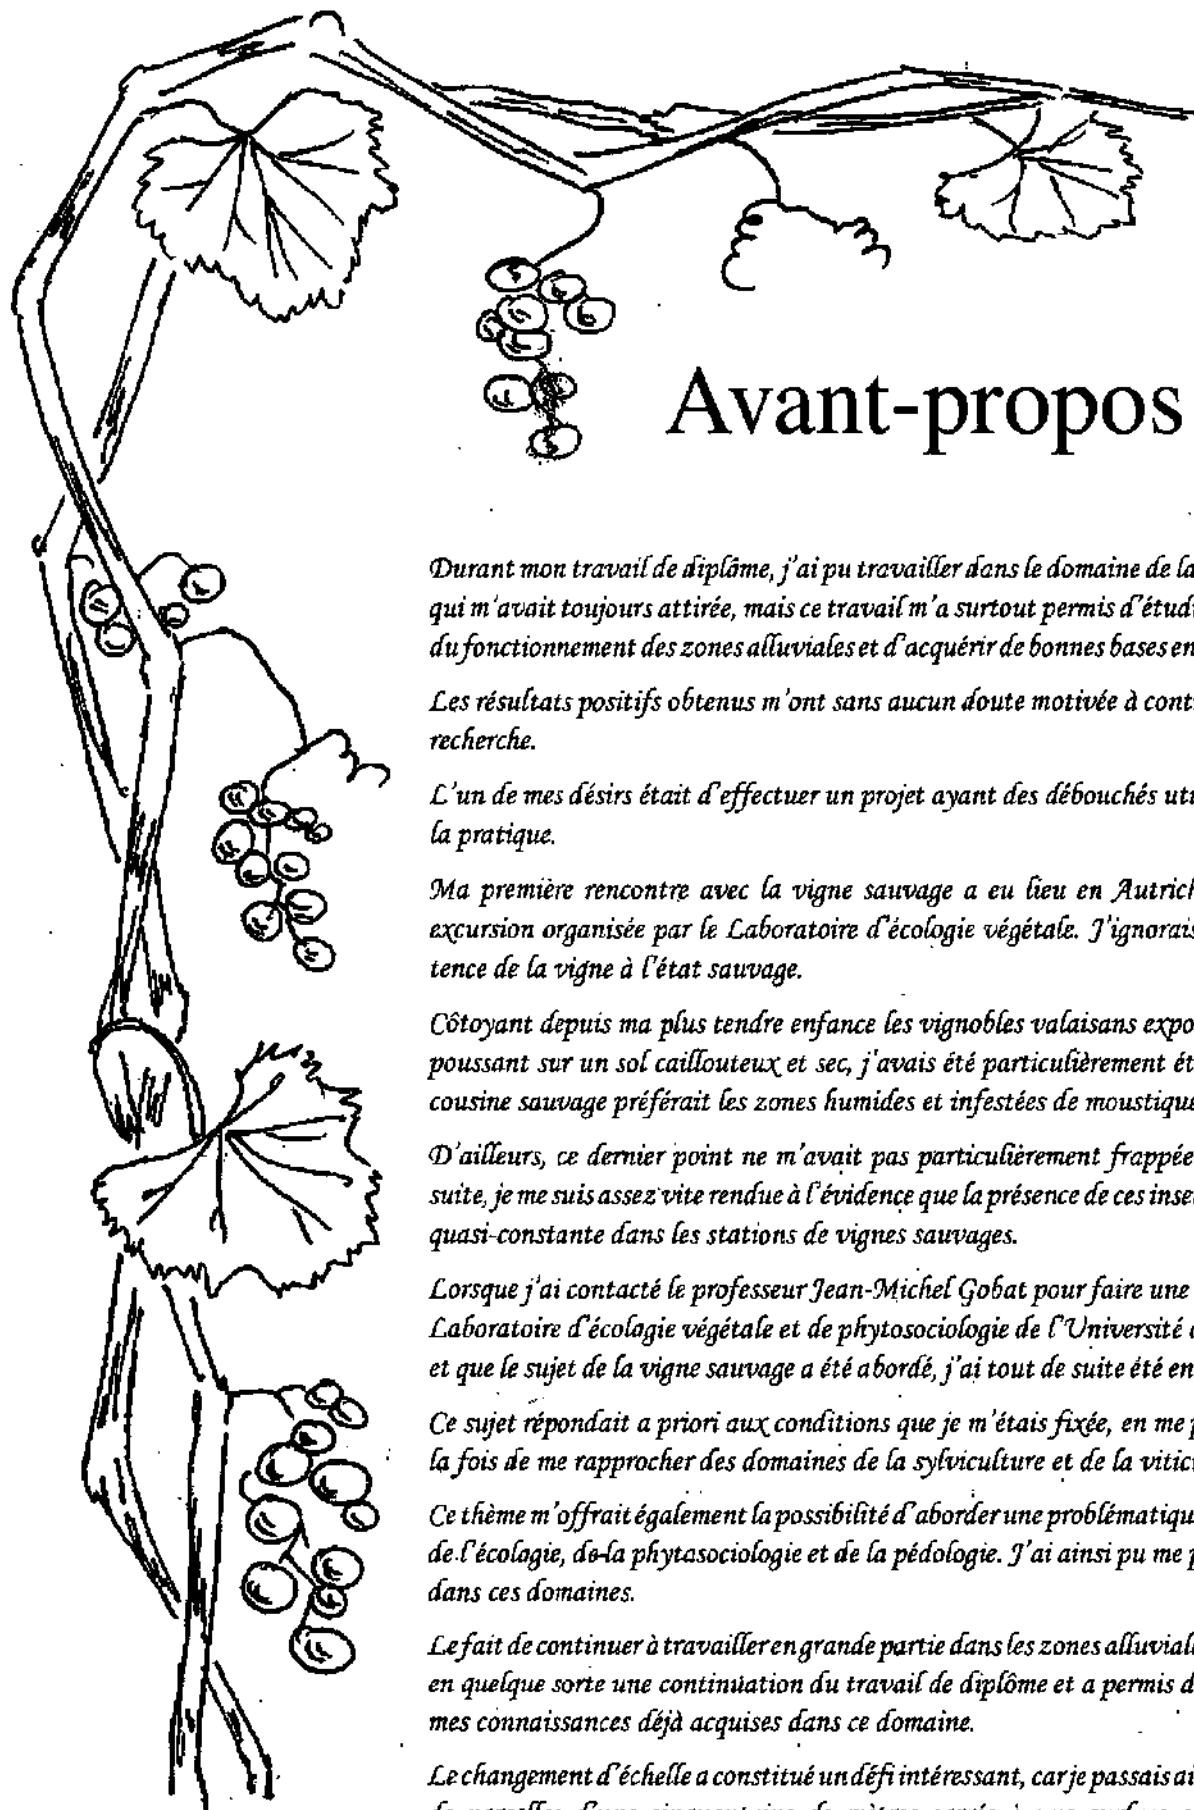 Avant-propos
Durant mon travail de diplôme, j'ai pu travailler dans le domaine de la
qui m'avait toujours attirée, mais ce travail m'a surtout permis d'étudi
du fonctionnement des zones alluviales et d'acquérir de bonnes bases en
Les résultats positifs obtenus m'ont sans aucun doute motivée à conti
recherche.
L'un de mes désirs était d'effectuer un projet ayant des débouchés uti
la pratique.
Ma première rencontre avec la vigne sauvage a eu lieu en Autrich
excursion organisée par le Laboratoire d'écologie végétale. J'ignorais
tence de la vigne à l'état sauvage.
Côtoyant depuis ma plus tendre enfance les vignobles valaisans expo
poussant sur un sol caillouteux et sec, j'avais été particulièrement ét
cousine sauvage préférait les zones humides et infestées de moustique
D'ailleurs, ce dernier point ne m'avait pas particulièrement frappée
suite, je me suis assez vite rendue à l'évidence que la présence de ces inse
quasi-constante dans les stations de vignes sauvages.
Lorsque j'ai contacté le professeur Jean-Michel Gobat pour faire une
Laboratoire d'écologie végétale et de phytosociologie de l'Université
et que le sujet de la vigne sauvage a été abordé, j'ai tout de suite été en
Ce sujet répondait a priori aux conditions que je m'étais fixée, en me p
la fois de me rapprocher des domaines de la sylviculture et de la vitic
Ce thème m'offrait également la possibilité d'aborder une problématiqu
de l'écologie, de la phytasociologie et de la pédologie. J'ai ainsi pu me p
dans ces domaines.
Le fait de continuer à travailler en grande partie dans les zones alluvial
en quelque sorte une continuation du travail de diplôme et a permis d
mes connaissances déjà acquises dans ce domaine.
Le changement d'échelle a constitué un défi intéressant, car je passais ai